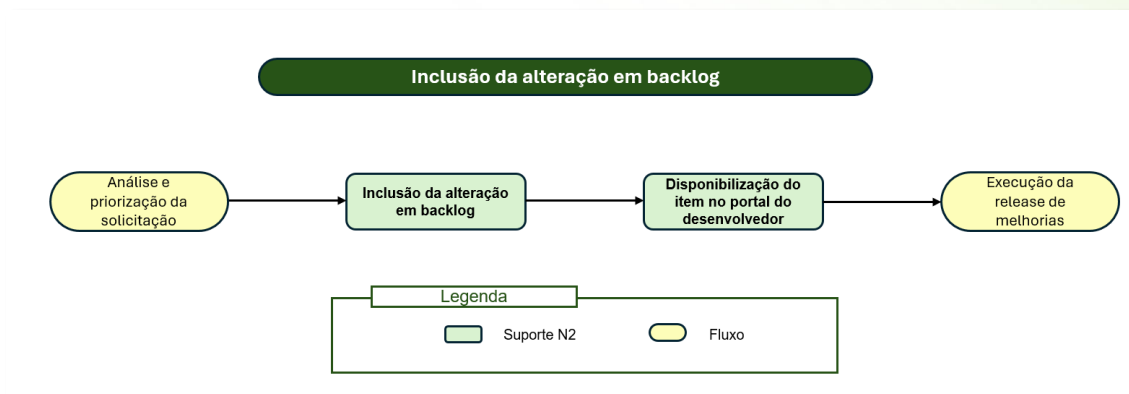 Inclusão da alteração em backlog
Análise e
priorização da
solicitação
Inclusão da alteração
em backlog
Disponibilização do
item no portal do
desenvolvedor
Execução da
release de
melhorias
Legenda
Suporte N2
Fluxo